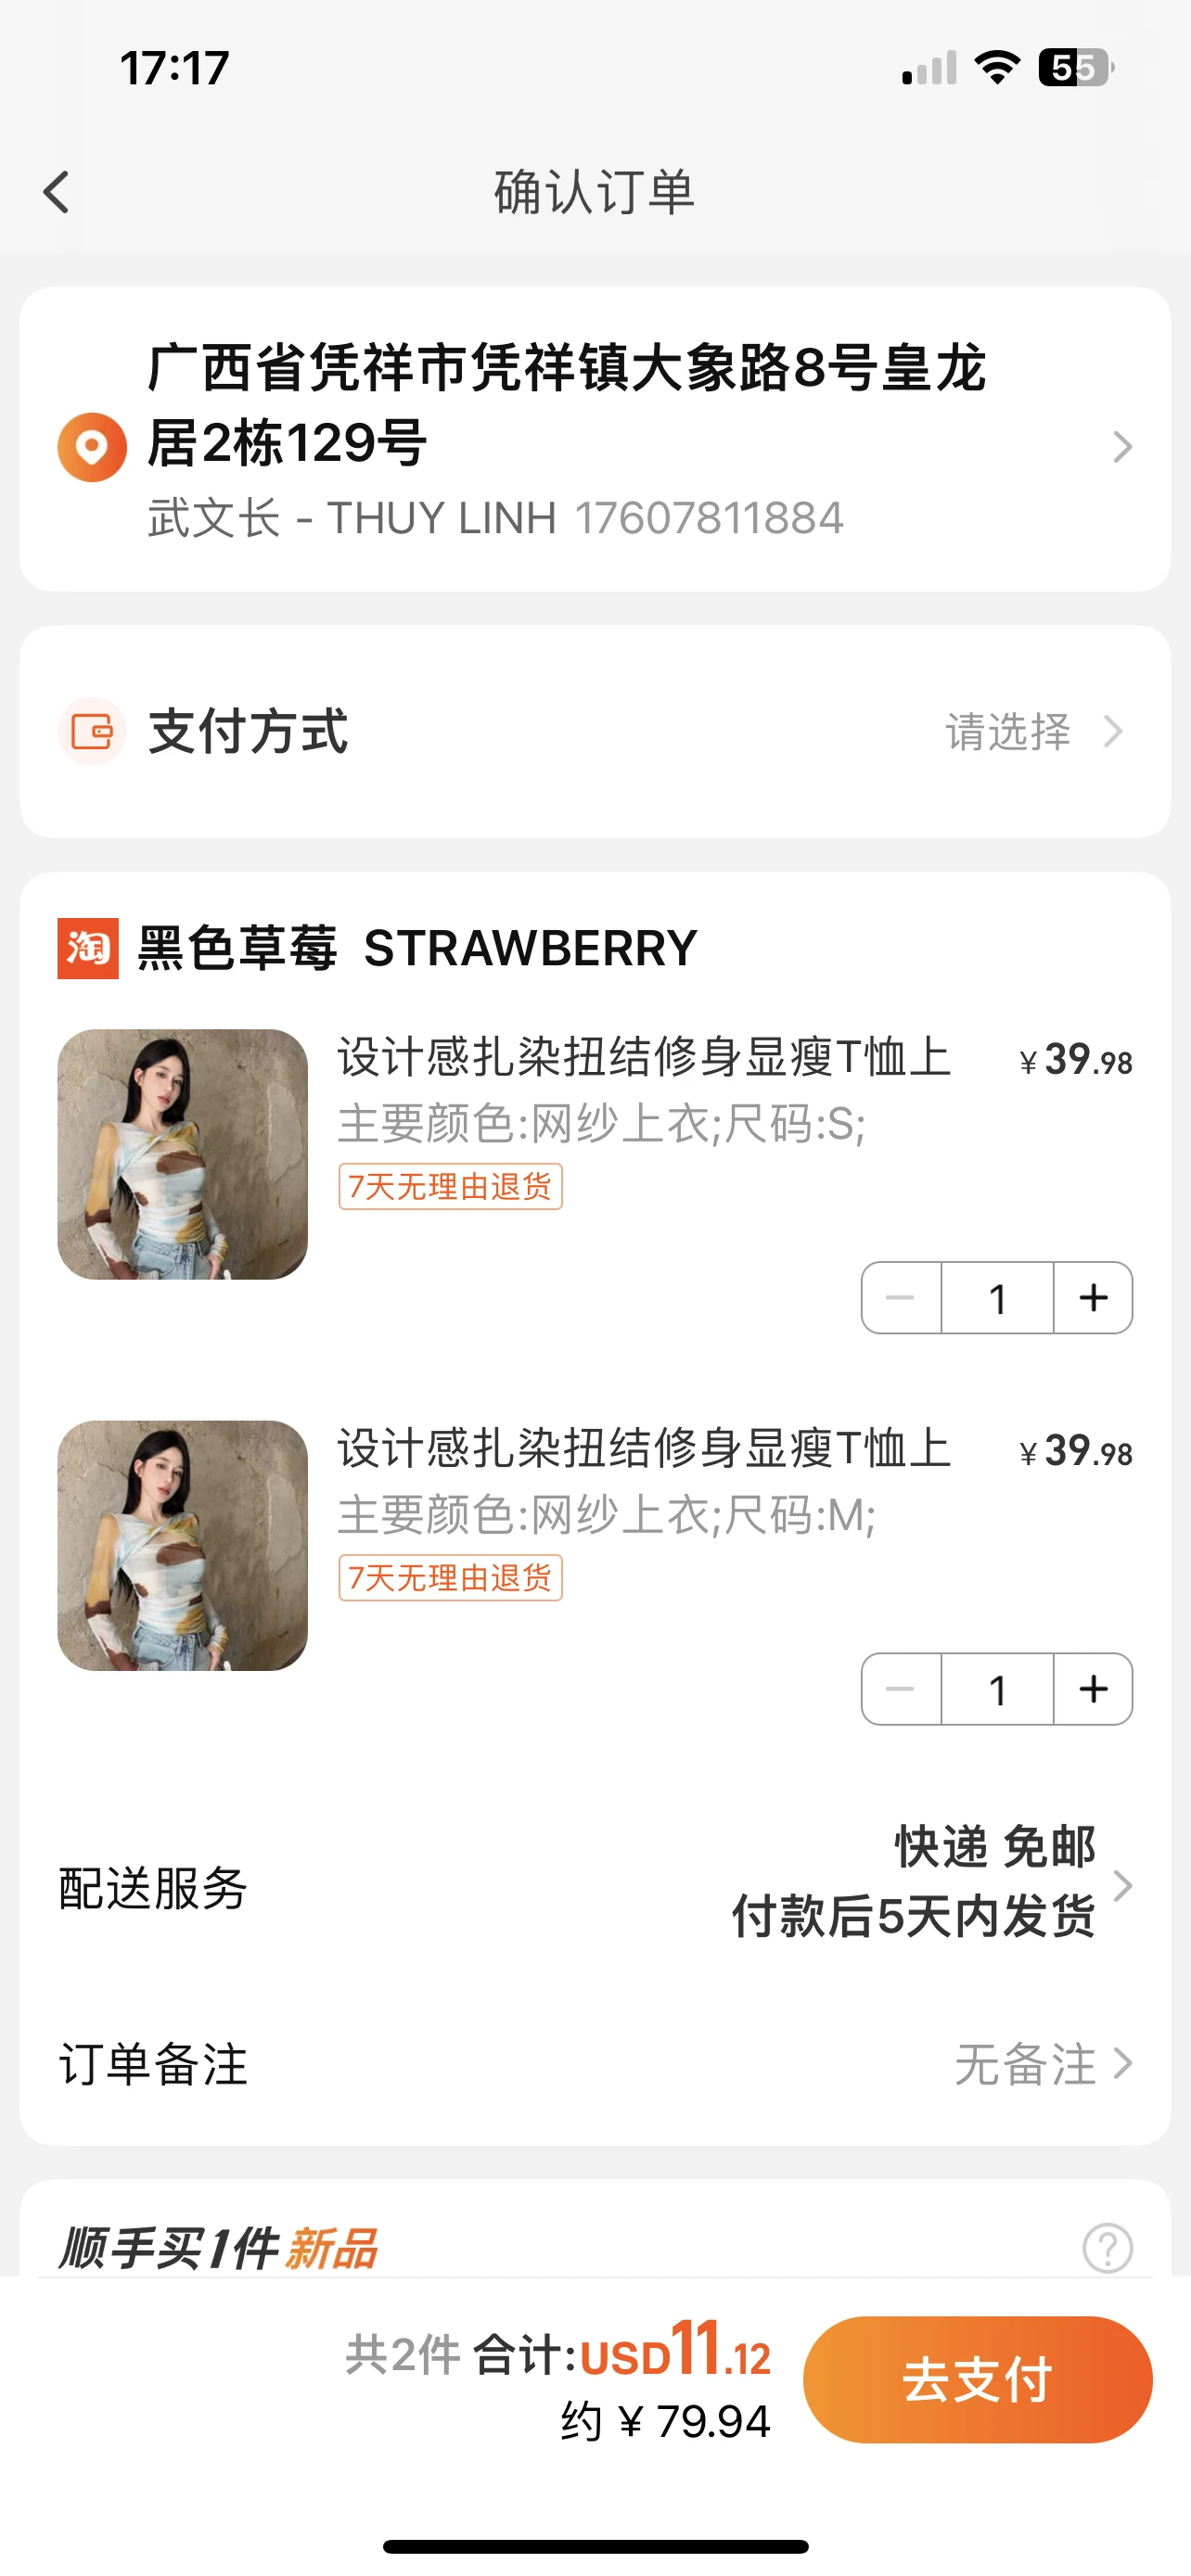 17:17
55
确认订单
广西省凭祥市凭祥镇大象路8号皇龙
居2栋129号
武文长 - THUY LINH 17607811884
支付方式 请选择
淘 黑色草莓 STRAWBERRY
设计感扎染扭结修身显瘦T恤上 ¥39.98
主要颜色:网纱上衣;尺码:S;
7天无理由退货
1
设计感扎染扭结修身显瘦T恤上 ¥39.98
主要颜色:网纱上衣;尺码:M;
7天无理由退货
1
配送服务 快递 免邮
付款后5天内发货
订单备注 无备注
顺手买1件新品
共2件 合计:USD11.12
约 ¥ 79.94
去支付